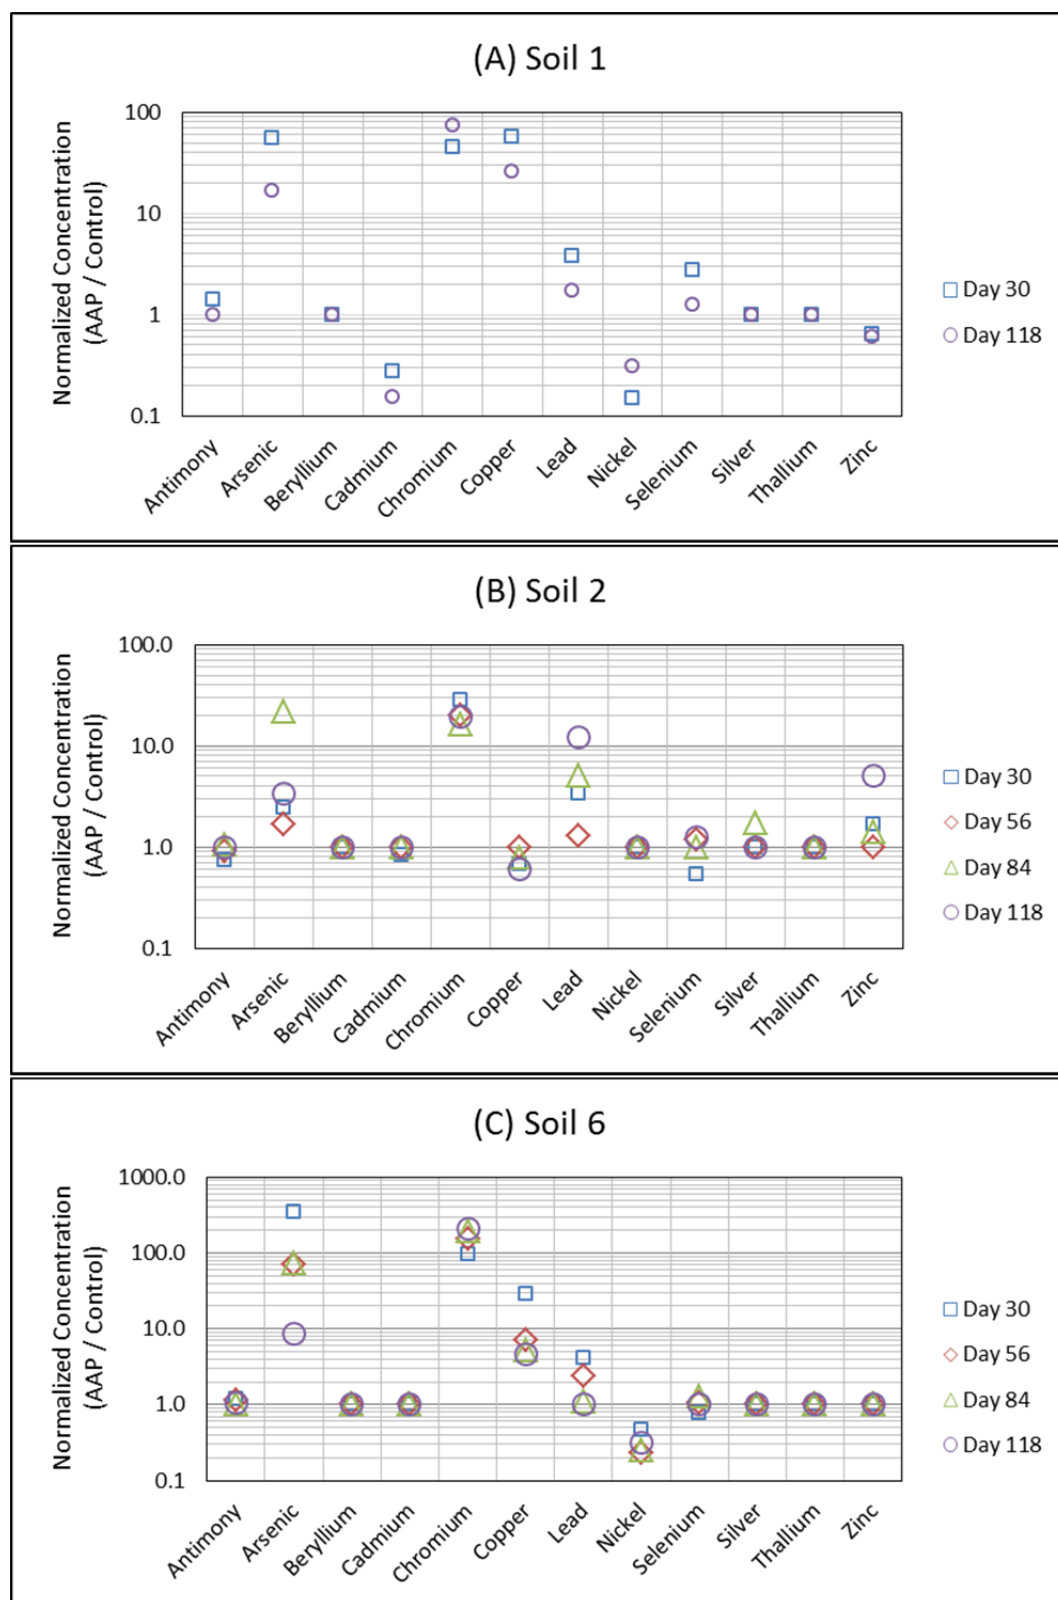 (A) Soil 1
Normalized Concentration
(AAP / Control)
100
10
1
0.1
Antimony
Arsenic
Beryllium
Cadmium
Chromium
Copper
Lead
Nickel
Selenium
Silver
Thallium
Zinc
Day 30
Day 118
(B) Soil 2
Normalized Concentration
(AAP / Control)
100.0
10.0
1.0
0.1
Antimony
Arsenic
Beryllium
Cadmium
Chromium
Copper
Lead
Nickel
Selenium
Silver
Thallium
Zinc
Day 30
Day 56
Day 84
Day 118
(C) Soil 6
Normalized Concentration
(AAP / Control)
1000.0
100.0
10.0
1.0
0.1
Antimony
Arsenic
Beryllium
Cadmium
Chromium
Copper
Lead
Nickel
Selenium
Silver
Thallium
Zinc
Day 30
Day 56
Day 84
Day 118